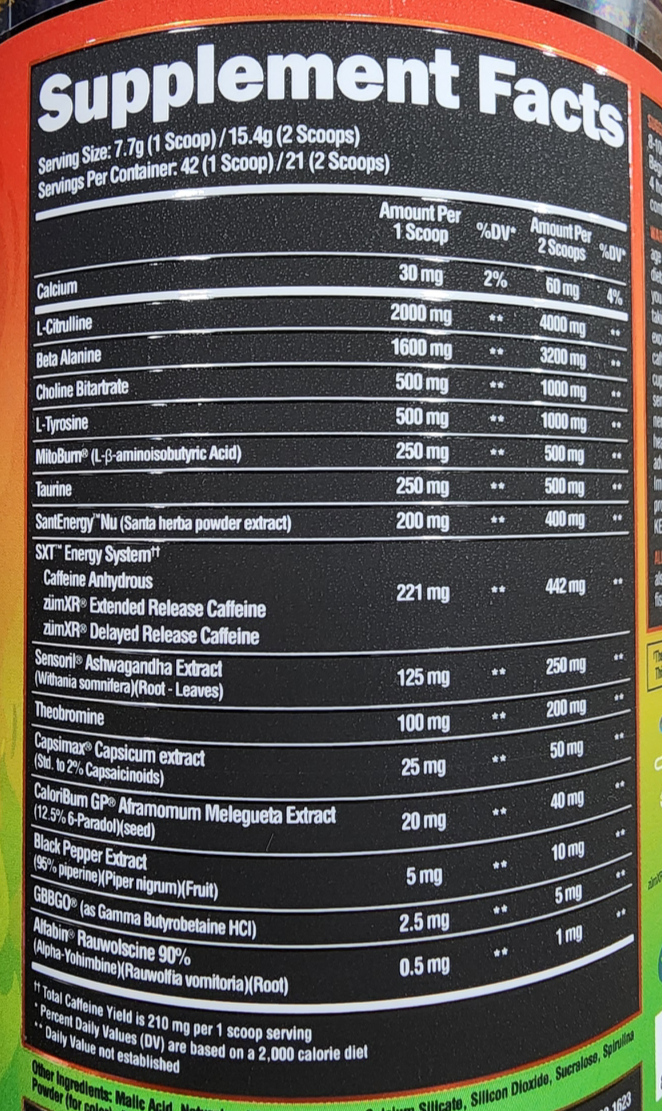 Supplement Facts
Serving Size: 7.7g (1 Scoop) / 15.4g (2 Scoops)
Servings Per Container: 42 (1 Scoop) / 21 (2 Scoops)
Amount Per 1 Scoop %DV* Amount Per 2 Scoops %DV*
Calcium 30 mg 2% 60 mg 4%
L-Citrulline 2000 mg ** 4000 mg **
Beta Alanine 1600 mg ** 3200 mg **
Choline Bitartrate 500 mg ** 1000 mg **
L-Tyrosine 500 mg ** 1000 mg **
MitoBurn® (L-β-aminoisobutyric Acid) 250 mg ** 500 mg **
Taurine 250 mg ** 500 mg **
SantEnergy™Nu (Santa herba powder extract) 200 mg ** 400 mg **
SXT™ Energy System††
Caffeine Anhydrous
zümXR® Extended Release Caffeine 221 mg ** 442 mg **
zümXR® Delayed Release Caffeine
Sensoril® Ashwagandha Extract
(Withania somnifera)(Root - Leaves) 125 mg ** 250 mg **
Theobromine 100 mg ** 200 mg **
Capsimax® Capsicum extract
(Std. to 2% Capsaicinoids) 25 mg ** 50 mg **
CaloriBurn GP® Aframomum Melegueta Extract
(12.5% 6-Paradol)(seed) 20 mg ** 40 mg **
Black Pepper Extract
(95% piperine)(Piper nigrum)(Fruit) 5 mg ** 10 mg **
GBBGO® (as Gamma Butyrobetaine HCl) 2.5 mg ** 5 mg **
Alfabin® Rauwolscine 90%
(Alpha-Yohimbine)(Rauwolfia vomitoria)(Root) 0.5 mg ** 1 mg **
†† Total Caffeine Yield is 210 mg per 1 scoop serving
* Percent Daily Values (DV) are based on a 2,000 calorie diet
** Daily Value not established
Other Ingredients: Malic Acid, Silicate, Silicon Dioxide, Sucralose, Spirulina
Powder (for
1623